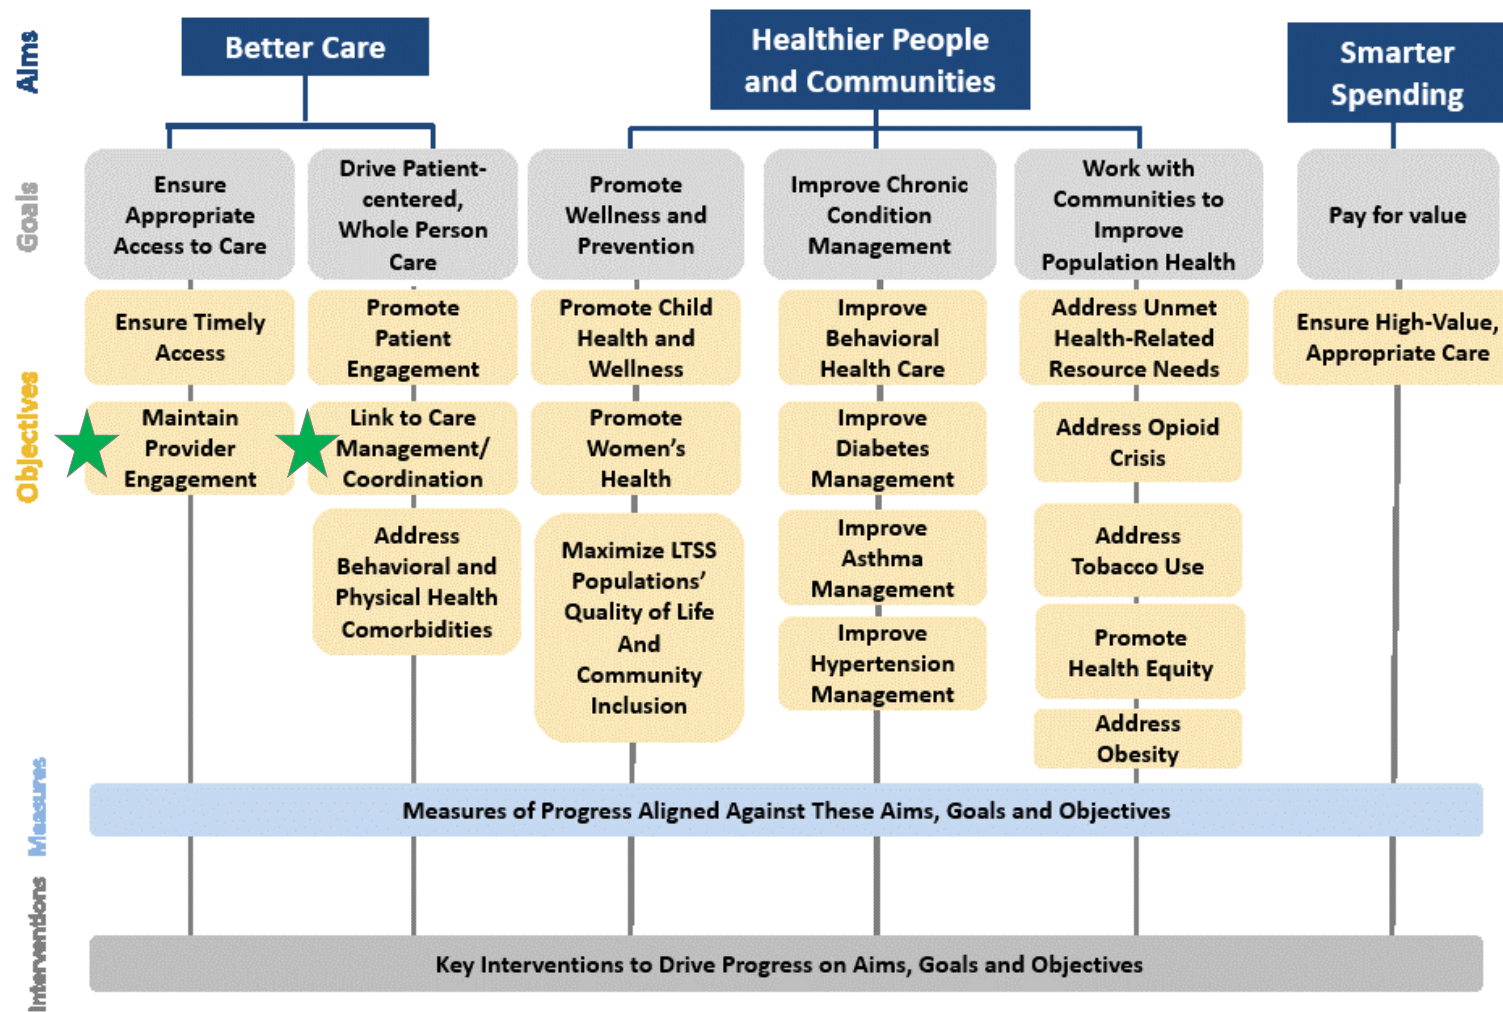 Aims
Better Care
Healthier People
and Communities
Smarter
Spending
Goals
Ensure
Appropriate
Access to Care
Drive Patient-
centered,
Whole Person
Care
Promote
Wellness and
Prevention
Improve Chronic
Condition
Management
Work with
Communities to
Improve
Population Health
Pay for value
Objectives
Ensure Timely
Access
Promote
Patient
Engagement
Promote Child
Health and
Wellness
Improve
Behavioral
Health Care
Address Unmet
Health-Related
Resource Needs
Ensure High-Value,
Appropriate Care
Maintain
Provider
Engagement
Link to Care
Management/
Coordination
Promote
Women’s
Health
Improve
Diabetes
Management
Address Opioid
Crisis
Address
Behavioral and
Physical Health
Comorbidities
Maximize LTSS
Populations’
Quality of Life
And
Community
Inclusion
Improve
Asthma
Management
Address
Tobacco Use
Improve
Hypertension
Management
Promote
Health Equity
Address
Obesity
Measures
Measures of Progress Aligned Against These Aims, Goals and Objectives
Interventions
Key Interventions to Drive Progress on Aims, Goals and Objectives